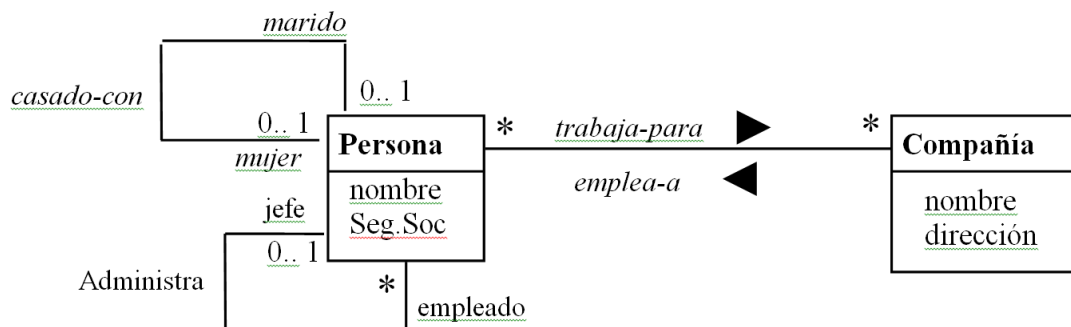 marido
casado-con
0.. 1
0.. 1
mujer
Persona
nombre
Seg.Soc
jefe
0.. 1
Administra
*
empleado
*
trabaja-para
*
emplea-a
Compañía
nombre
dirección